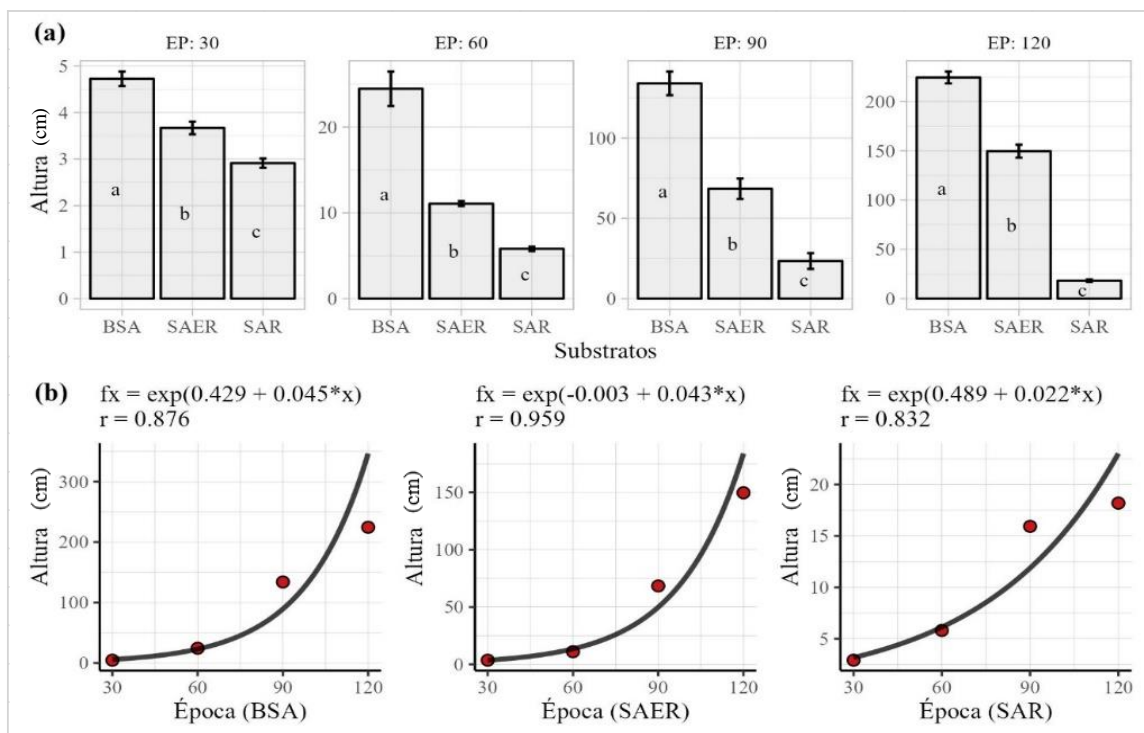 (a)
EP: 30 EP: 60 EP: 90 EP: 120
Altura (cm)
5
4
3
2
1
0
a
b
c
BSA SAER SAR
20
10
0
a
b
c
BSA SAER SAR
100
50
0
a
b
c
BSA SAER SAR
200
150
100
50
0
a
b
c
BSA SAER SAR
Substratos
(b)
fx = exp(0.429 + 0.045*x)
r = 0.876
Altura (cm)
300
200
100
0
30 60 90 120
Época (BSA)
fx = exp(-0.003 + 0.043*x)
r = 0.959
Altura (cm)
150
100
50
0
30 60 90 120
Época (SAER)
fx = exp(0.489 + 0.022*x)
r = 0.832
Altura (cm)
20
15
10
5
30 60 90 120
Época (SAR)